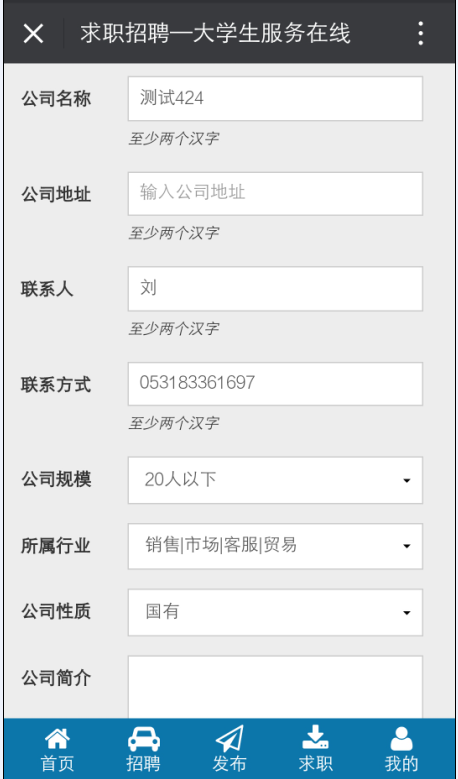 求职招聘—大学生服务在线
公司名称 测试424
至少两个汉字
公司地址 输入公司地址
至少两个汉字
联系人 刘
至少两个汉字
联系方式 053183361697
至少两个汉字
公司规模 20人以下
所属行业 销售|市场|客服|贸易
公司性质 国有
公司简介
首页 招聘 发布 求职 我的